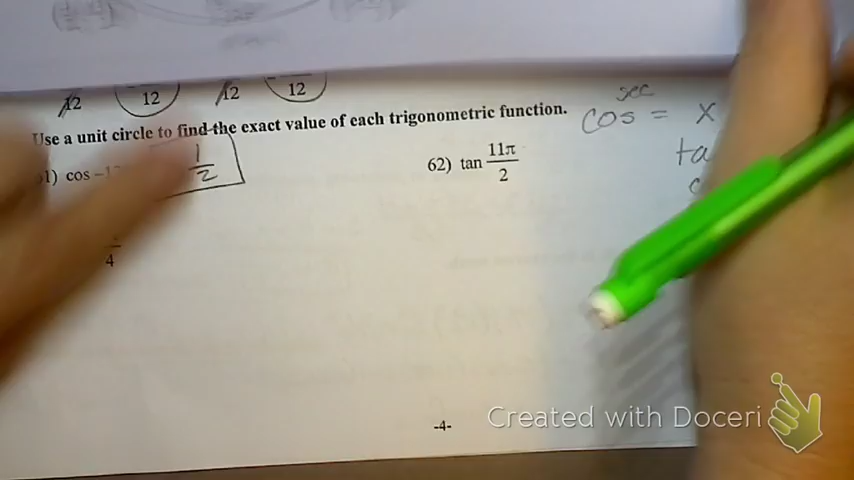 12 12 12 12
Use a unit circle to find the exact value of each trigonometric function.
sec
cos = x
1) cos 1/2
62) tan 11π/2
ta
4
-4-
Created with Doceri